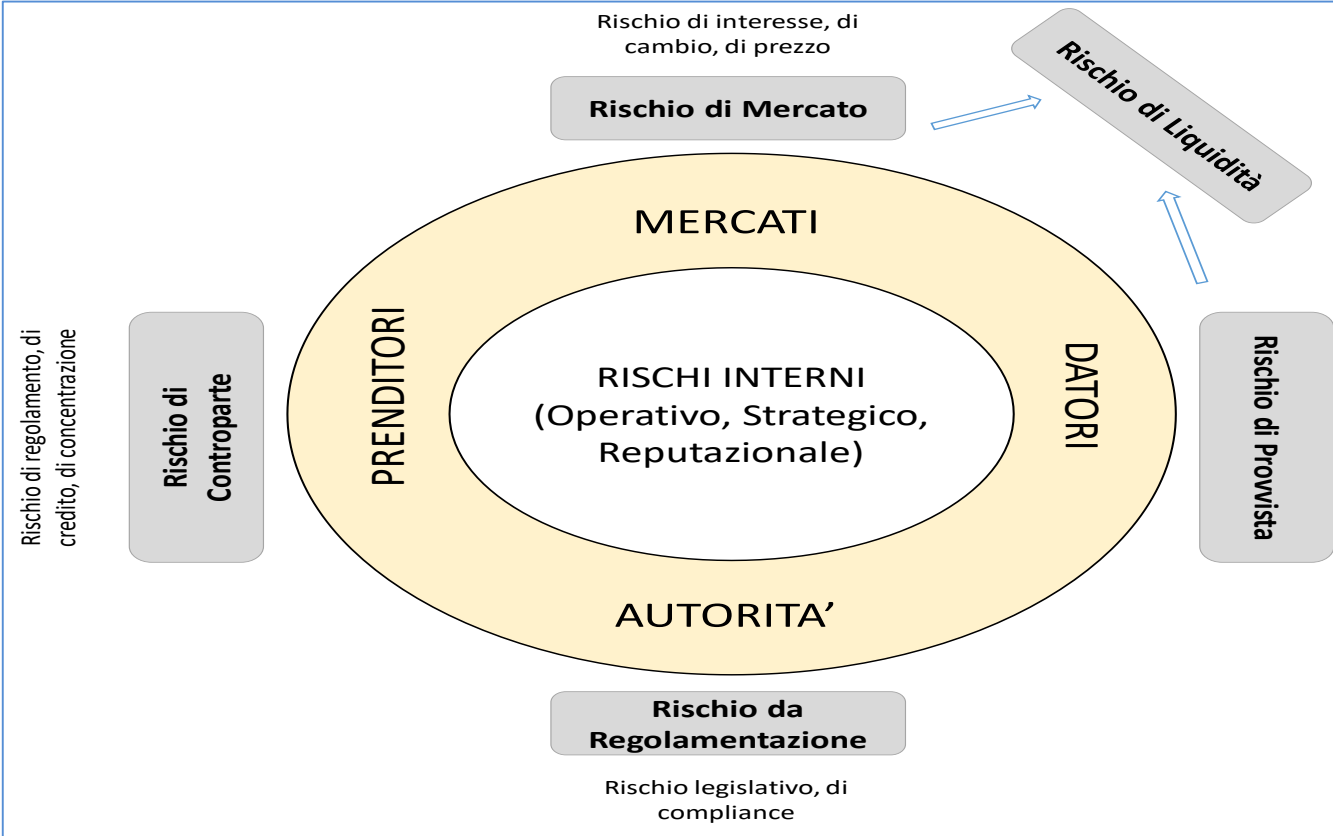 Rischio di interesse, di
cambio, di prezzo
Rischio di Mercato
Rischio di Liquidità
MERCATI
Rischio di regolamento, di
credito, di concentrazione
Rischio di
Controparte
PRENDITORI
RISCHI INTERNI
(Operativo, Strategico,
Reputazionale)
DATORI
Rischio di Provvista
AUTORITA’
Rischio da
Regolamentazione
Rischio legislativo, di
compliance